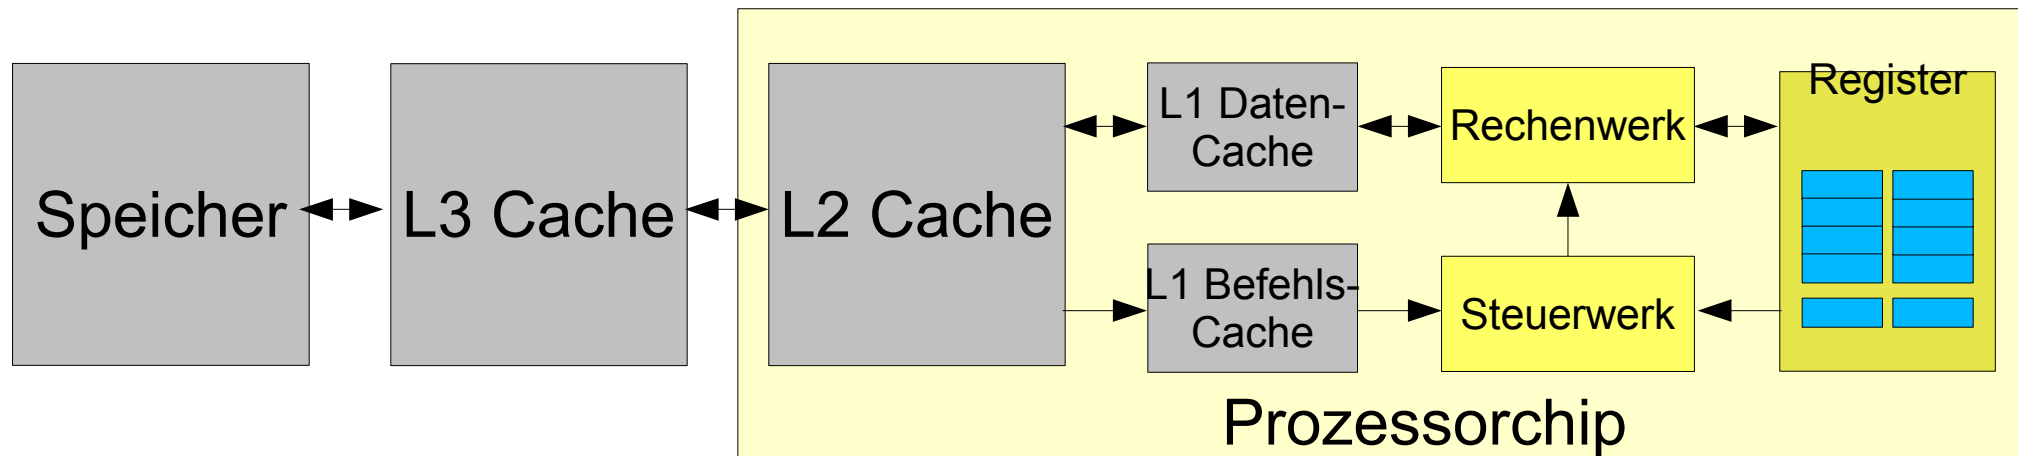 Speicher
L3 Cache
L2 Cache
L1 Daten-
Cache
L1 Befehls-
Cache
Rechenwerk
Steuerwerk
Register
Prozessorchip